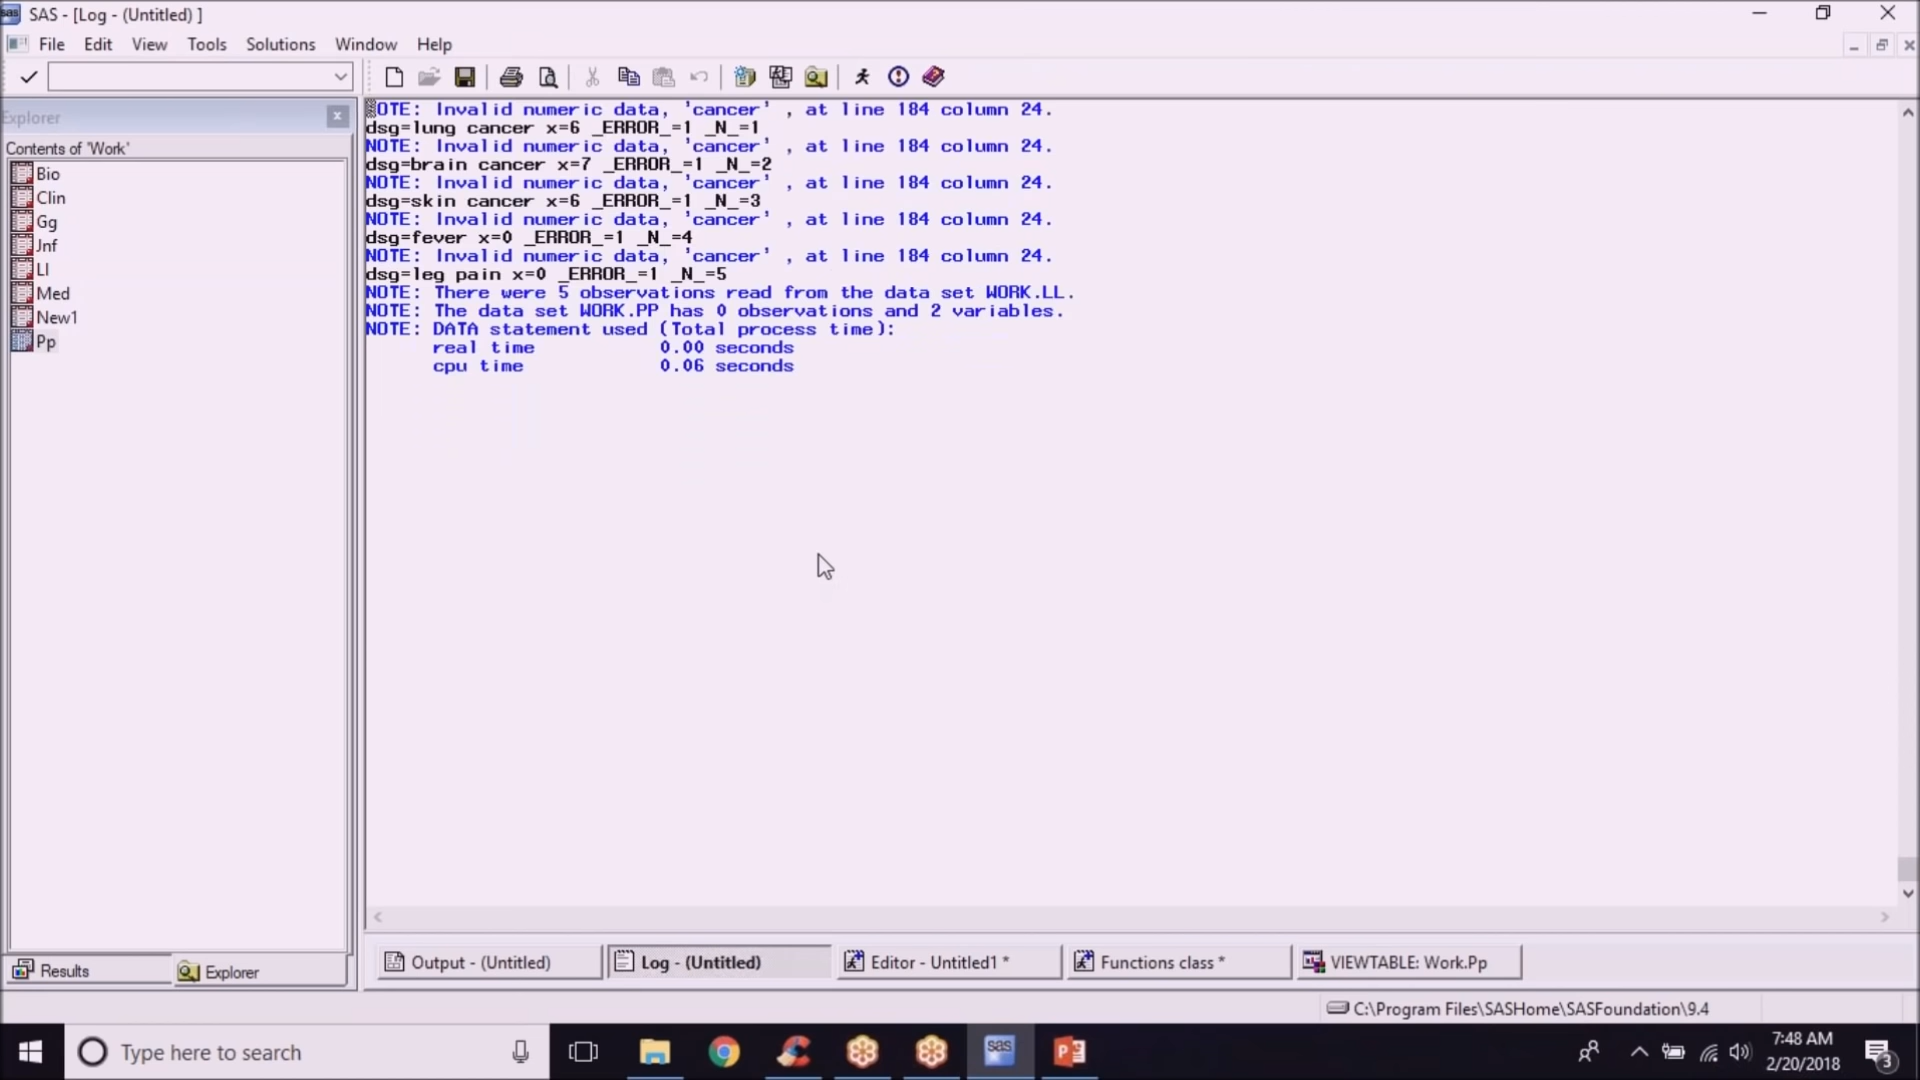 SAS - [Log - (Untitled) ]
File Edit View Tools Solutions Window Help
Explorer
Contents of 'Work'
Bio
Clin
Gg
Jnf
Ll
Med
New1
Pp
NOTE: Invalid numeric data, 'cancer' , at line 184 column 24.
dsg=lung cancer x=6 _ERROR_=1 _N_=1
NOTE: Invalid numeric data, 'cancer' , at line 184 column 24.
dsg=brain cancer x=7 _ERROR_=1 _N_=2
NOTE: Invalid numeric data, 'cancer' , at line 184 column 24.
dsg=skin cancer x=6 _ERROR_=1 _N_=3
NOTE: Invalid numeric data, 'cancer' , at line 184 column 24.
dsg=fever x=0 _ERROR_=1 _N_=4
NOTE: Invalid numeric data, 'cancer' , at line 184 column 24.
dsg=leg pain x=0 _ERROR_=1 _N_=5
NOTE: There were 5 observations read from the data set WORK.LL.
NOTE: The data set WORK.PP has 0 observations and 2 variables.
NOTE: DATA statement used (Total process time):
real time 0.00 seconds
cpu time 0.06 seconds
Results Explorer
Output - (Untitled) Log - (Untitled) Editor - Untitled1 * Functions class * VIEWTABLE: Work.Pp
C:\Program Files\SASHome\SASFoundation\9.4
Type here to search
sas
7:48 AM
2/20/2018
3